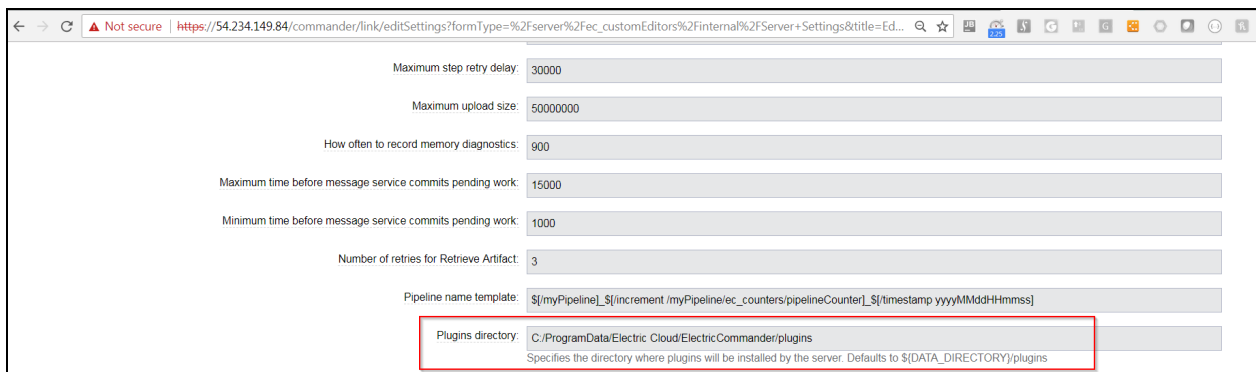 Not secure | https://54.234.149.84/commander/link/editSettings?formType=%2Fserver%2Fec_customEditors%2Finternal%2FServer+Settings&title=Ed...
2.25
Maximum step retry delay: 30000
Maximum upload size: 50000000
How often to record memory diagnostics: 900
Maximum time before message service commits pending work: 15000
Minimum time before message service commits pending work: 1000
Number of retries for Retrieve Artifact: 3
Pipeline name template: $[/myPipeline]_$[/increment /myPipeline/ec_counters/pipelineCounter]_$[/timestamp yyyyMMddHHmmss]
Plugins directory: C:/ProgramData/Electric Cloud/ElectricCommander/plugins
Specifies the directory where plugins will be installed by the server. Defaults to ${DATA_DIRECTORY}/plugins